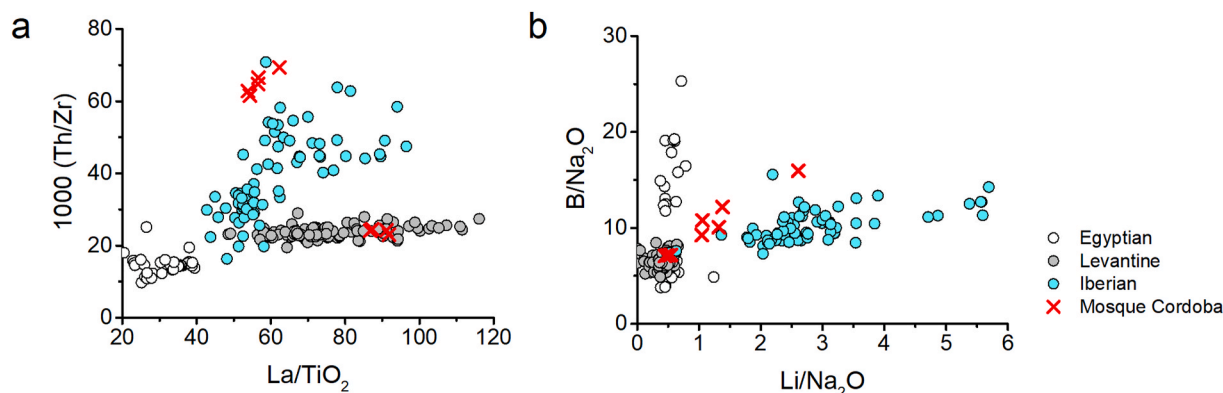 a
80
60
40
20
0
1000 (Th/Zr)
20 40 60 80 100 120
La/TiO₂
b
30
20
10
0
B/Na₂O
0 1 2 3 4 5 6
Li/Na₂O
Egyptian
Levantine
Iberian
Mosque Cordoba